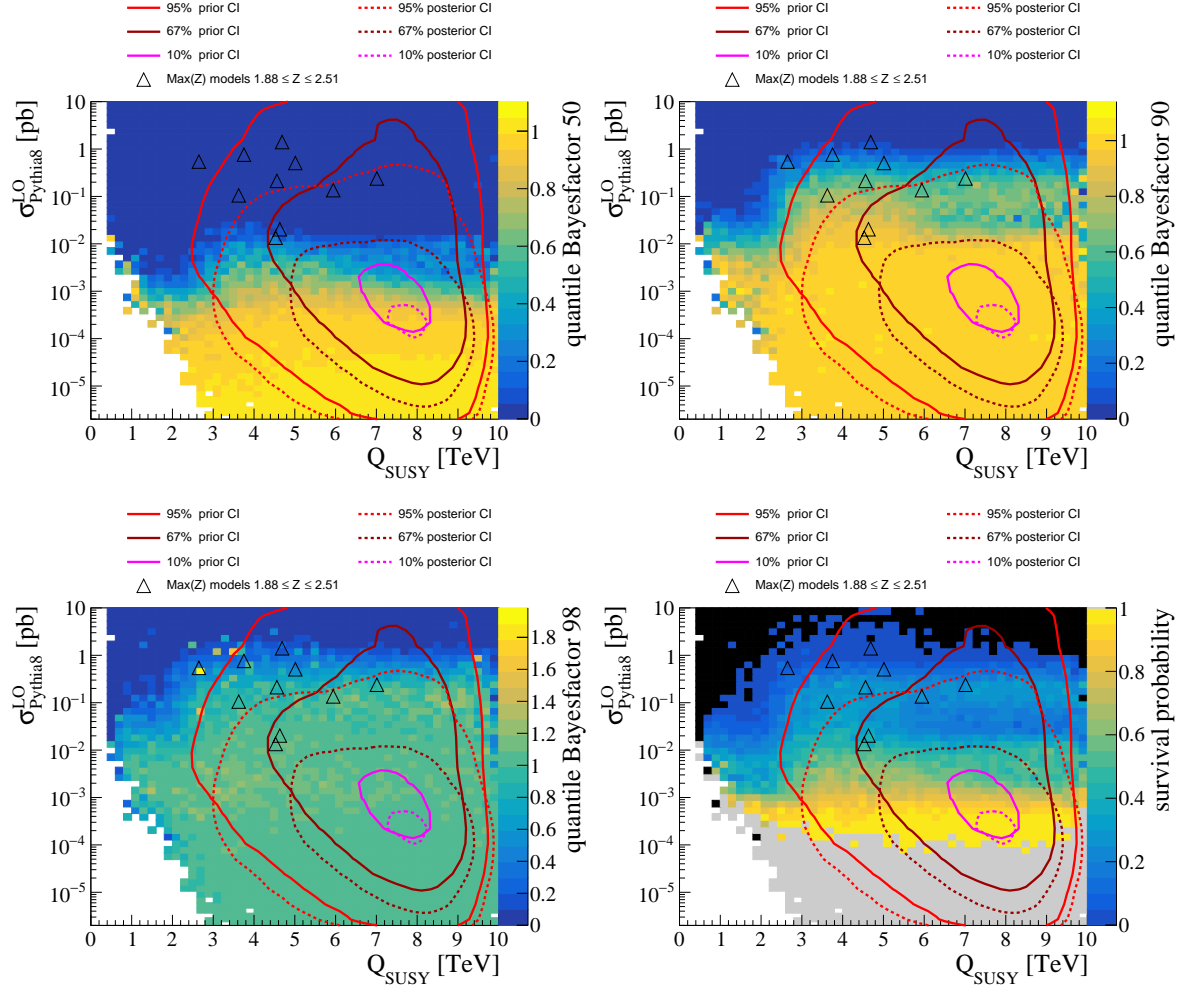 95% prior CI
95% posterior CI
67% prior CI
67% posterior CI
10% prior CI
10% posterior CI
Max(Z) models 1.88 ≤ Z ≤ 2.51
σ^LO_Pythia8 [pb]
10
1
10⁻¹
10⁻²
10⁻³
10⁻⁴
10⁻⁵
0 1 2 3 4 5 6 7 8 9 10
Q_SUSY [TeV]
1
0.8
0.6
0.4
0.2
0
quantile Bayesfactor 50
95% prior CI
95% posterior CI
67% prior CI
67% posterior CI
10% prior CI
10% posterior CI
Max(Z) models 1.88 ≤ Z ≤ 2.51
σ^LO_Pythia8 [pb]
10
1
10⁻¹
10⁻²
10⁻³
10⁻⁴
10⁻⁵
0 1 2 3 4 5 6 7 8 9 10
Q_SUSY [TeV]
1
0.8
0.6
0.4
0.2
0
quantile Bayesfactor 90
95% prior CI
95% posterior CI
67% prior CI
67% posterior CI
10% prior CI
10% posterior CI
Max(Z) models 1.88 ≤ Z ≤ 2.51
σ^LO_Pythia8 [pb]
10
1
10⁻¹
10⁻²
10⁻³
10⁻⁴
10⁻⁵
0 1 2 3 4 5 6 7 8 9 10
Q_SUSY [TeV]
1.8
1.6
1.4
1.2
1
0.8
0.6
0.4
0.2
0
quantile Bayesfactor 98
95% prior CI
95% posterior CI
67% prior CI
67% posterior CI
10% prior CI
10% posterior CI
Max(Z) models 1.88 ≤ Z ≤ 2.51
σ^LO_Pythia8 [pb]
10
1
10⁻¹
10⁻²
10⁻³
10⁻⁴
10⁻⁵
0 1 2 3 4 5 6 7 8 9 10
Q_SUSY [TeV]
1
0.8
0.6
0.4
0.2
0
survival probability